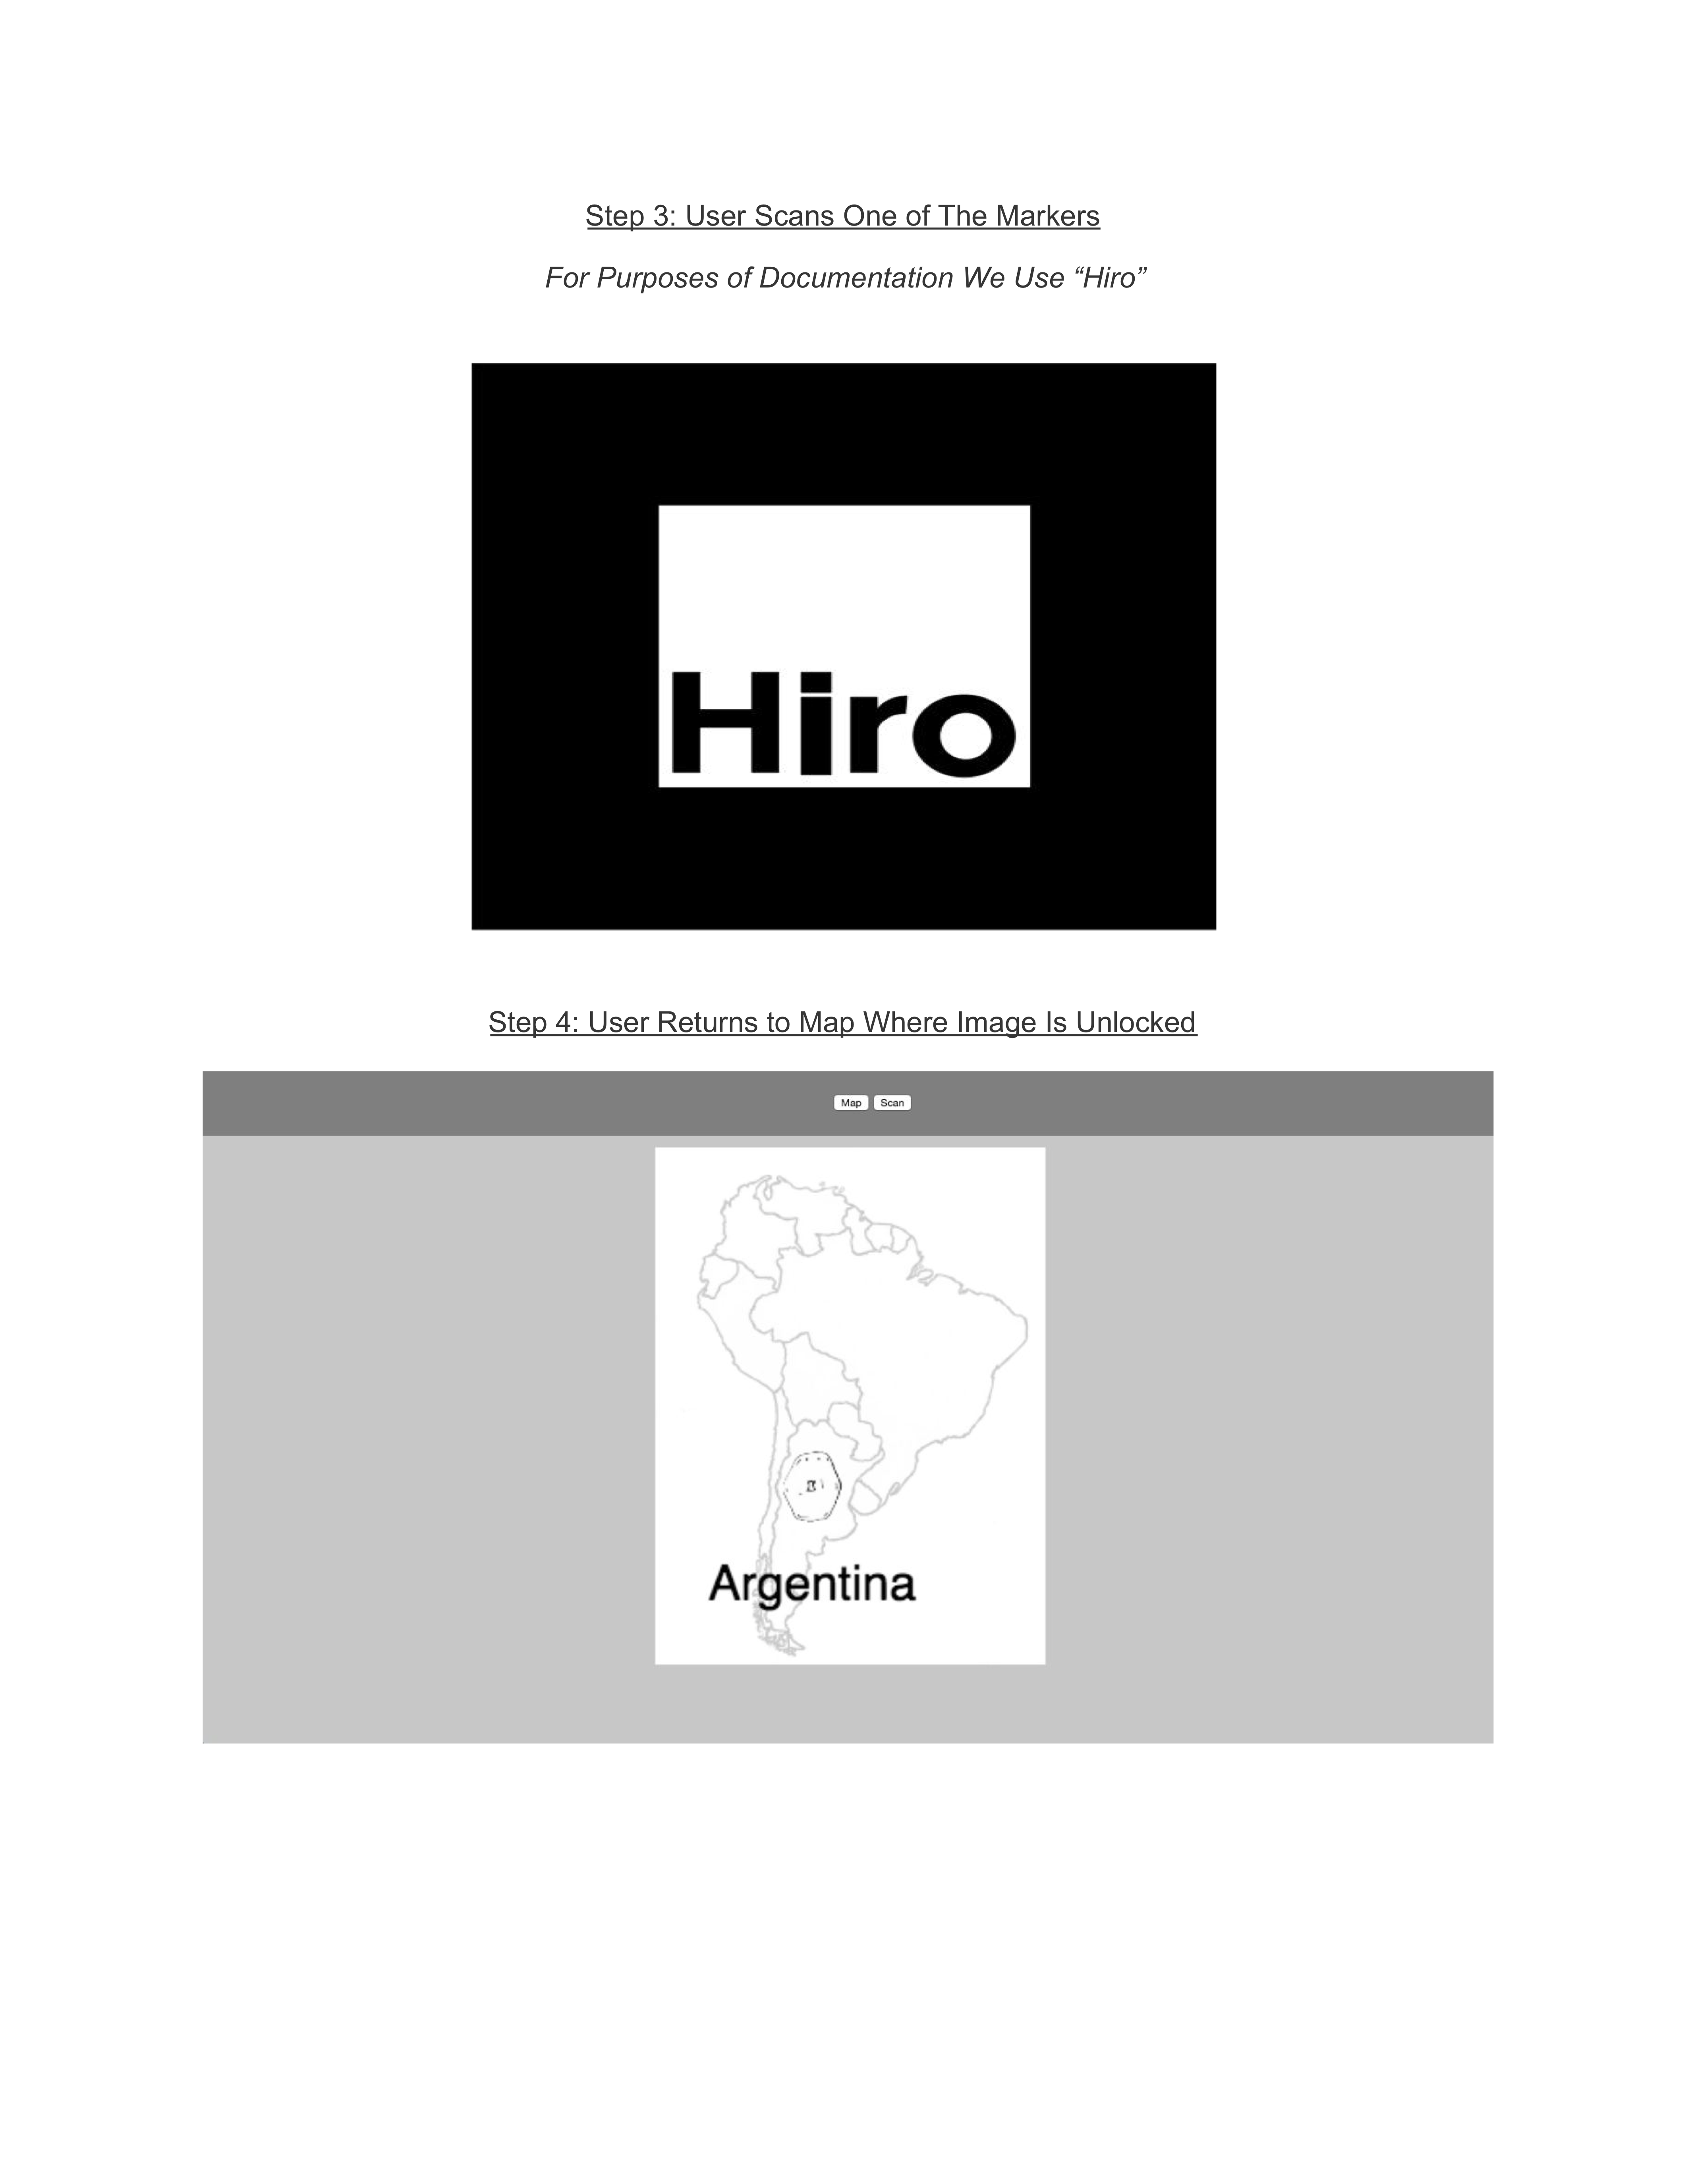 Step 3: User Scans One of The Markers
For Purposes of Documentation We Use “Hiro”
Hiro
Step 4: User Returns to Map Where Image Is Unlocked
Map Scan
Argentina